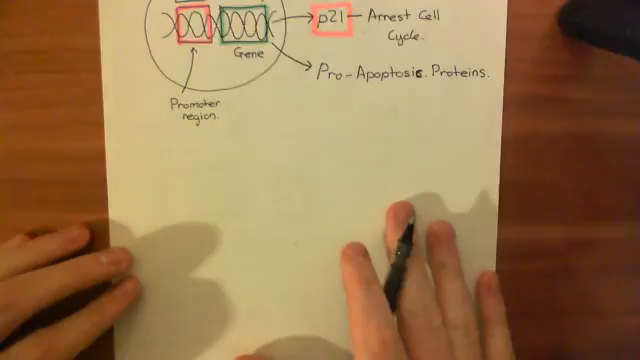 p21 — Arrest Cell
Cycle.
Gene
Pro-Apoptosis. Proteins.
Promoter
region.